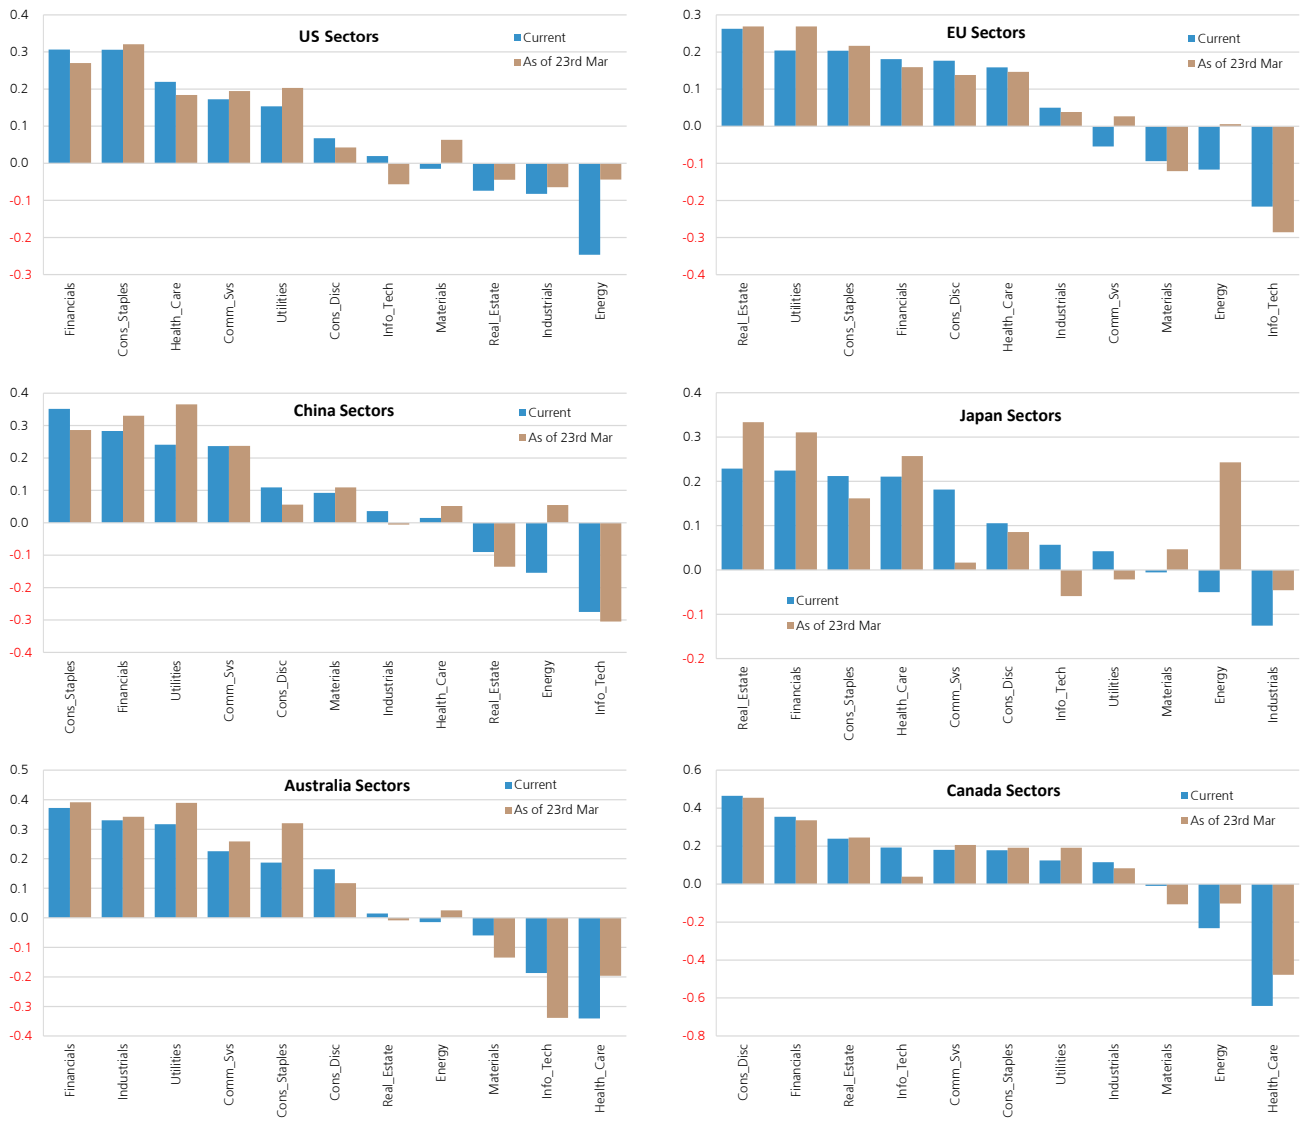 US Sectors
Current
As of 23rd Mar
0.4
0.3
0.2
0.1
0.0
-0.1
-0.2
-0.3
Financials
Cons_Staples
Health_Care
Comm_Svs
Utilities
Cons_Disc
Info_Tech
Materials
Real_Estate
Industrials
Energy
EU Sectors
Current
As of 23rd Mar
0.3
0.2
0.1
0.0
-0.1
-0.2
-0.3
-0.4
Real_Estate
Utilities
Cons_Staples
Financials
Cons_Disc
Health_Care
Industrials
Comm_Svs
Materials
Energy
Info_Tech
China Sectors
Current
As of 23rd Mar
0.4
0.3
0.2
0.1
0.0
-0.1
-0.2
-0.3
-0.4
Cons_Staples
Financials
Utilities
Comm_Svs
Cons_Disc
Materials
Industrials
Health_Care
Real_Estate
Energy
Info_Tech
Japan Sectors
Current
As of 23rd Mar
0.4
0.3
0.2
0.1
0.0
-0.1
-0.2
Real_Estate
Financials
Cons_Staples
Health_Care
Comm_Svs
Cons_Disc
Info_Tech
Utilities
Materials
Energy
Industrials
Australia Sectors
Current
As of 23rd Mar
0.5
0.4
0.3
0.2
0.1
0.0
-0.1
-0.2
-0.3
-0.4
Financials
Industrials
Utilities
Comm_Svs
Cons_Staples
Cons_Disc
Real_Estate
Energy
Materials
Info_Tech
Health_Care
Canada Sectors
Current
As of 23rd Mar
0.6
0.4
0.2
0.0
-0.2
-0.4
-0.6
-0.8
Cons_Disc
Financials
Real_Estate
Info_Tech
Comm_Svs
Cons_Staples
Utilities
Industrials
Materials
Energy
Health_Care